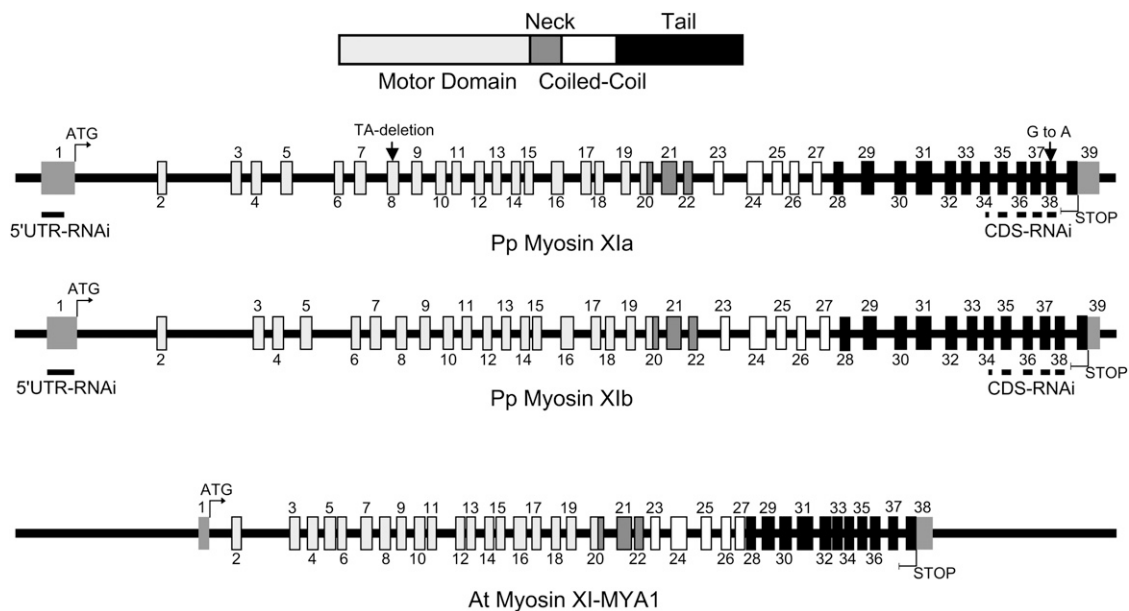 Neck Tail
Motor Domain Coiled-Coil
ATG TA-deletion G to A
1 3 5 7 9 11 13 15 17 19 21 23 25 27 29 31 33 35 37 39
2 4 6 8 10 12 14 16 18 20 22 24 26 28 30 32 34 36 38
5'UTR-RNAi CDS-RNAi STOP
Pp Myosin XIa
ATG
1 3 5 7 9 11 13 15 17 19 21 23 25 27 29 31 33 35 37 39
2 4 6 8 10 12 14 16 18 20 22 24 26 28 30 32 34 36 38
5'UTR-RNAi CDS-RNAi STOP
Pp Myosin XIb
ATG
1 3 5 7 9 11 13 15 17 19 21 23 25 27 29 31 33 35 37 38
2 4 6 8 10 12 14 16 18 20 22 24 26 28 30 32 34 36
STOP
At Myosin XI-MYA1